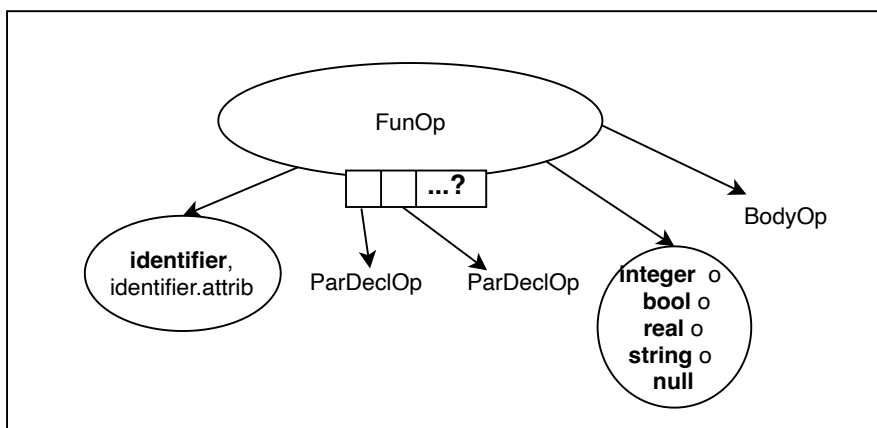 FunOp
...?
BodyOp
identifier,
identifier.attrib
ParDeclOp
ParDeclOp
integer o
bool o
real o
string o
null